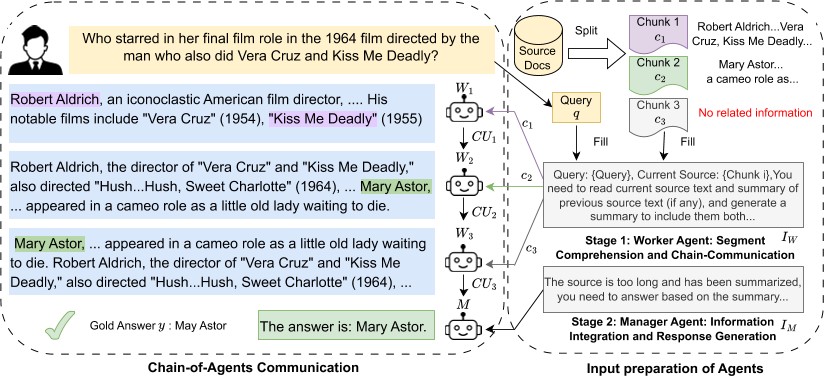 Who starred in her final film role in the 1964 film directed by the
man who also did Vera Cruz and Kiss Me Deadly?
Robert Aldrich, an iconoclastic American film director, .... His
notable films include "Vera Cruz" (1954), "Kiss Me Deadly" (1955)
Robert Aldrich, the director of "Vera Cruz" and "Kiss Me Deadly,"
also directed "Hush...Hush, Sweet Charlotte" (1964), ... Mary Astor,
... appeared in a cameo role as a little old lady waiting to die.
Mary Astor, ... appeared in a cameo role as a little old lady waiting
to die. Robert Aldrich, the director of "Vera Cruz" and "Kiss Me
Deadly," also directed "Hush...Hush, Sweet Charlotte" (1964), ...
Gold Answer y : May Astor
The answer is: Mary Astor.
W1
CU1
W2
CU2
W3
CU3
M
c1
c2
c3
Chain-of-Agents Communication
Source
Docs
Split
Chunk 1
c1
Robert Aldrich...Vera
Cruz, Kiss Me Deadly...
Chunk 2
c2
Mary Astor...
a cameo role as...
Chunk 3
c3
No related information
Query
q
Fill
Fill
Query: {Query}, Current Source: {Chunk i},You
need to read current source text and summary of
previous source text (if any), and generate a
summary to include them both...
Stage 1: Worker Agent: Segment
Comprehension and Chain-Communication
IW
The source is too long and has been summarized,
you need to answer based on the summary...
Stage 2: Manager Agent: Information
Integration and Response Generation
IM
Input preparation of Agents